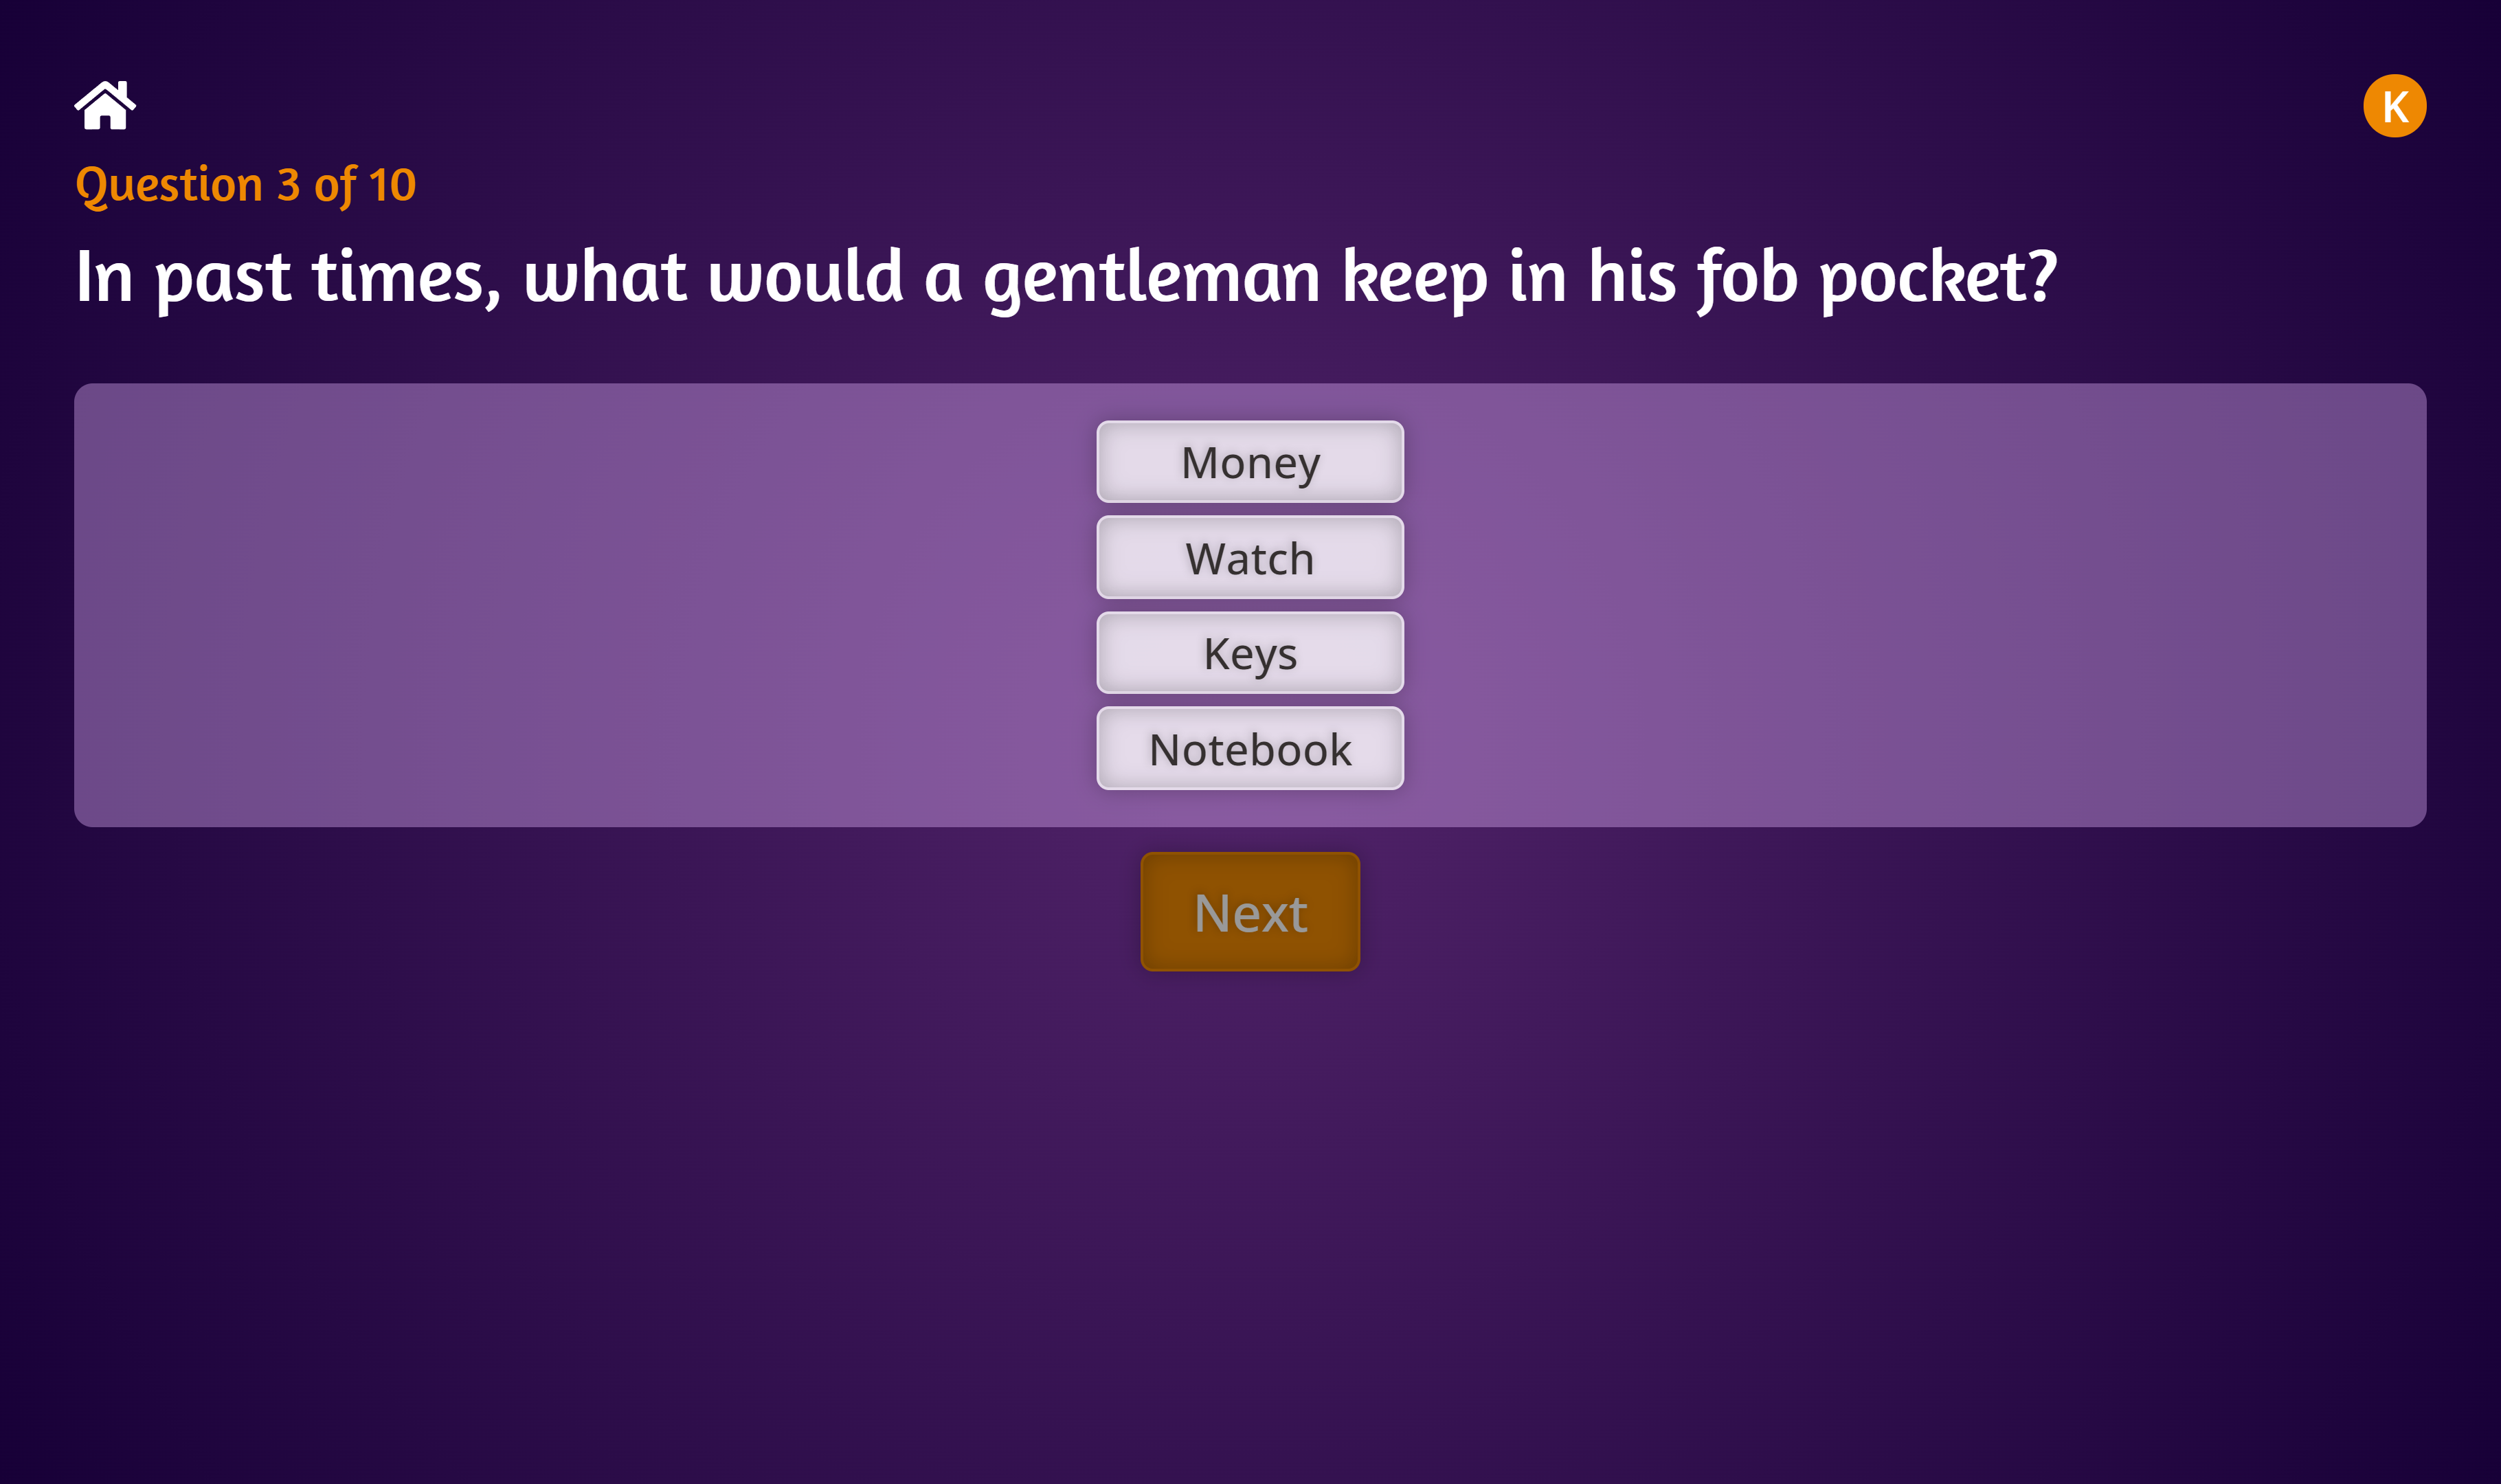 K
Question 3 of 10
In past times, what would a gentleman keep in his fob pocket?
Money
Watch
Keys
Notebook
Next